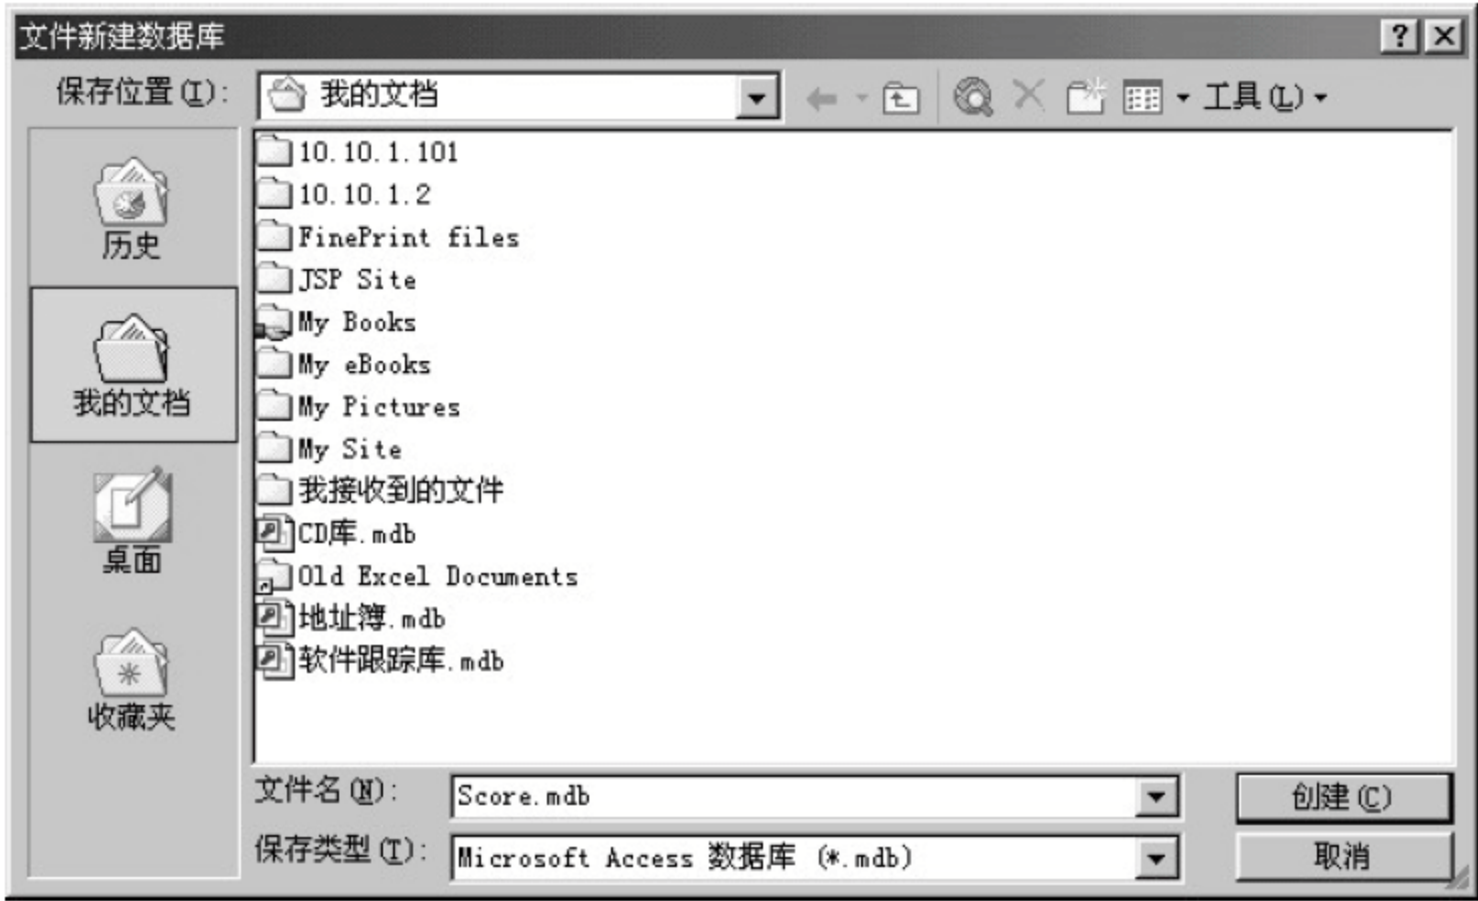 文件新建数据库
保存位置(I):
我的文档
工具(L)
历史
我的文档
桌面
收藏夹
10.10.1.101
10.10.1.2
FinePrint files
JSP Site
My Books
My eBooks
My Pictures
My Site
我接收到的文件
CD库.mdb
Old Excel Documents
地址簿.mdb
软件跟踪库.mdb
文件名(N):
Score.mdb
创建(C)
保存类型(T):
Microsoft Access 数据库 (*.mdb)
取消